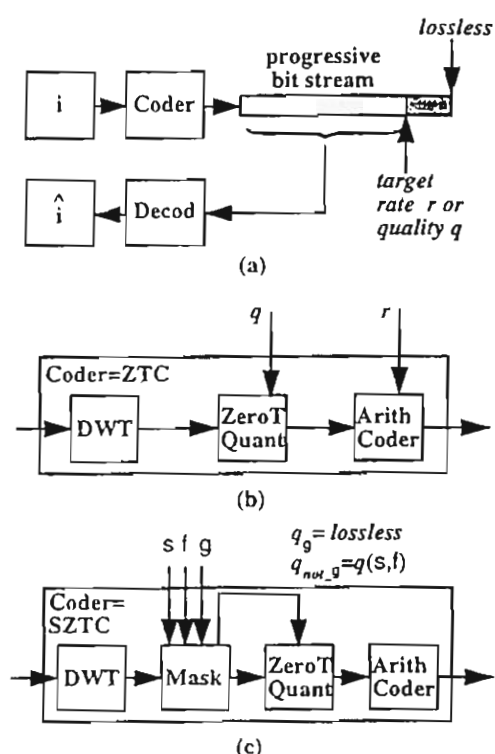 lossless
progressive
bit stream
i
Coder
î
Decod
target
rate r or
quality q
(a)
q
r
Coder=ZTC
DWT
ZeroT
Quant
Arith
Coder
(b)
s f g
q_g = lossless
q_not_g = q(s,f)
Coder=
SZTC
DWT
Mask
ZeroT
Quant
Arith
Coder
(c)